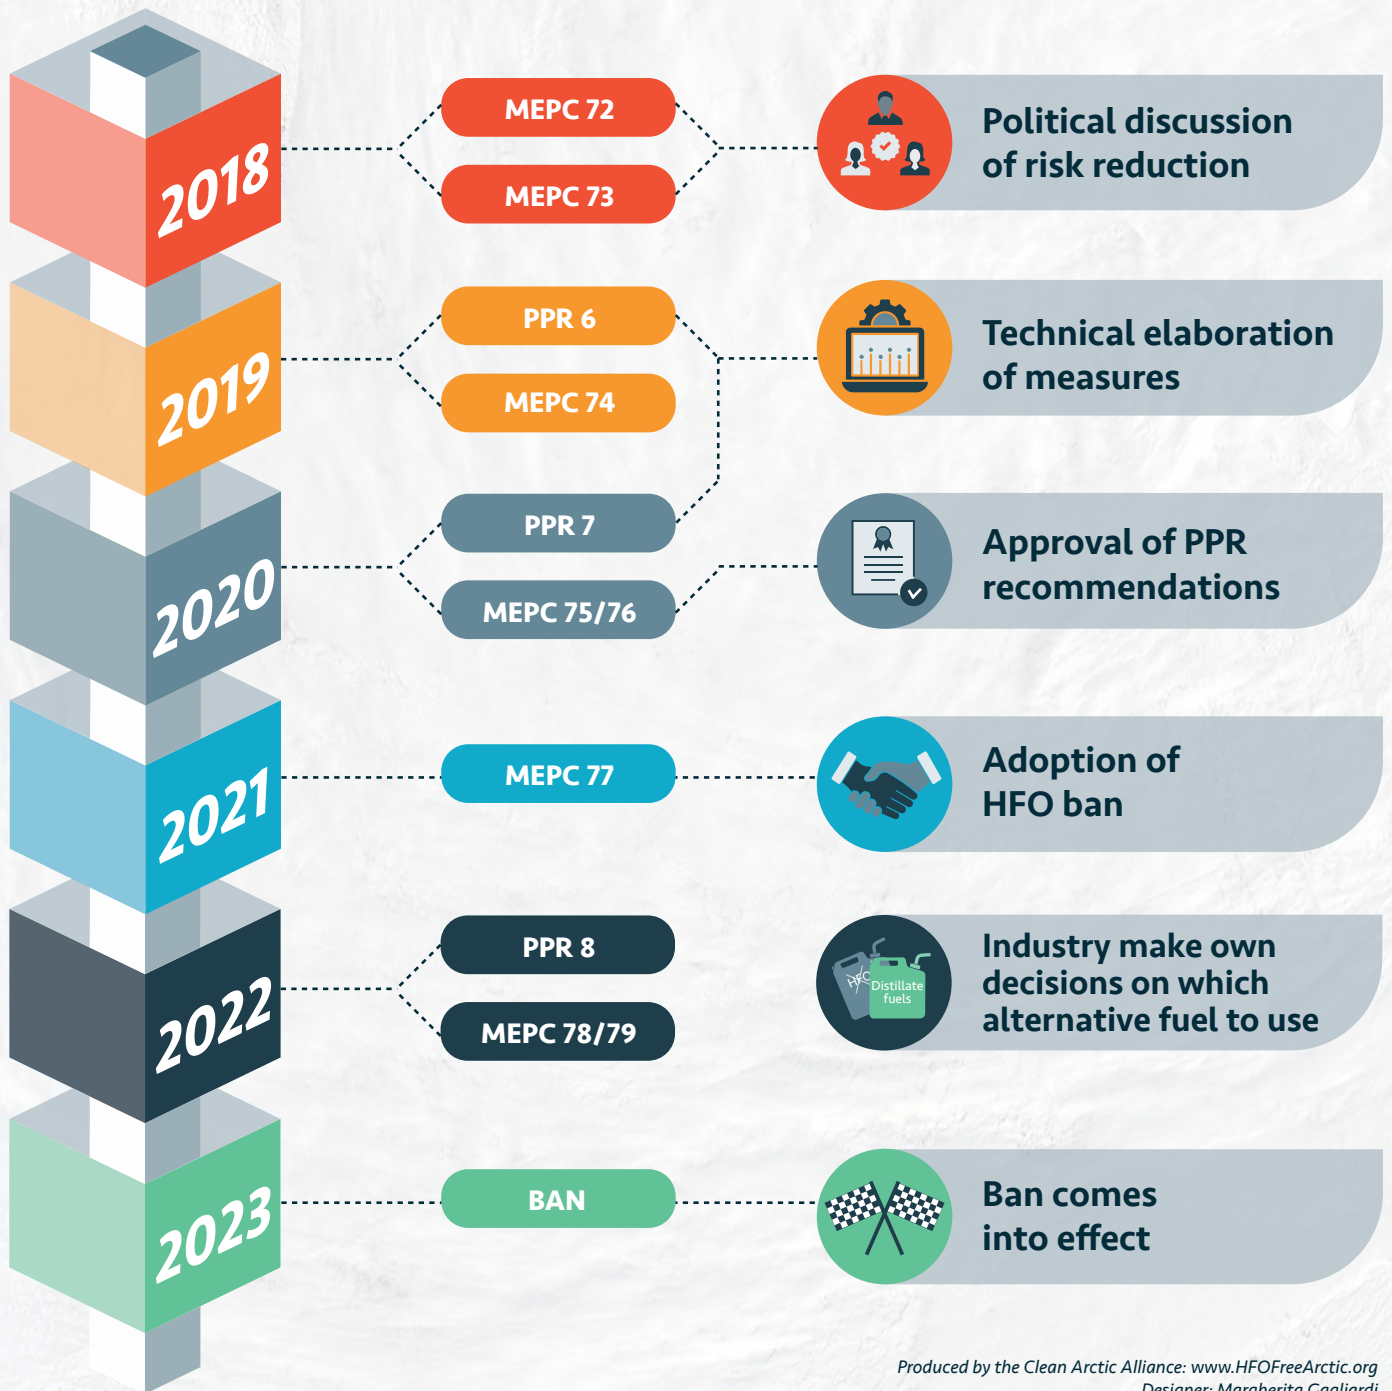 2018
MEPC 72
MEPC 73
Political discussion
of risk reduction
2019
PPR 6
MEPC 74
Technical elaboration
of measures
2020
PPR 7
MEPC 75/76
Approval of PPR
recommendations
2021
MEPC 77
Adoption of
HFO ban
2022
PPR 8
MEPC 78/79
HFO
Distillate
fuels
Industry make own
decisions on which
alternative fuel to use
2023
BAN
Ban comes
into effect
Produced by the Clean Arctic Alliance: www.HFOFreeArctic.org
Designer: Margherita Gagliardi